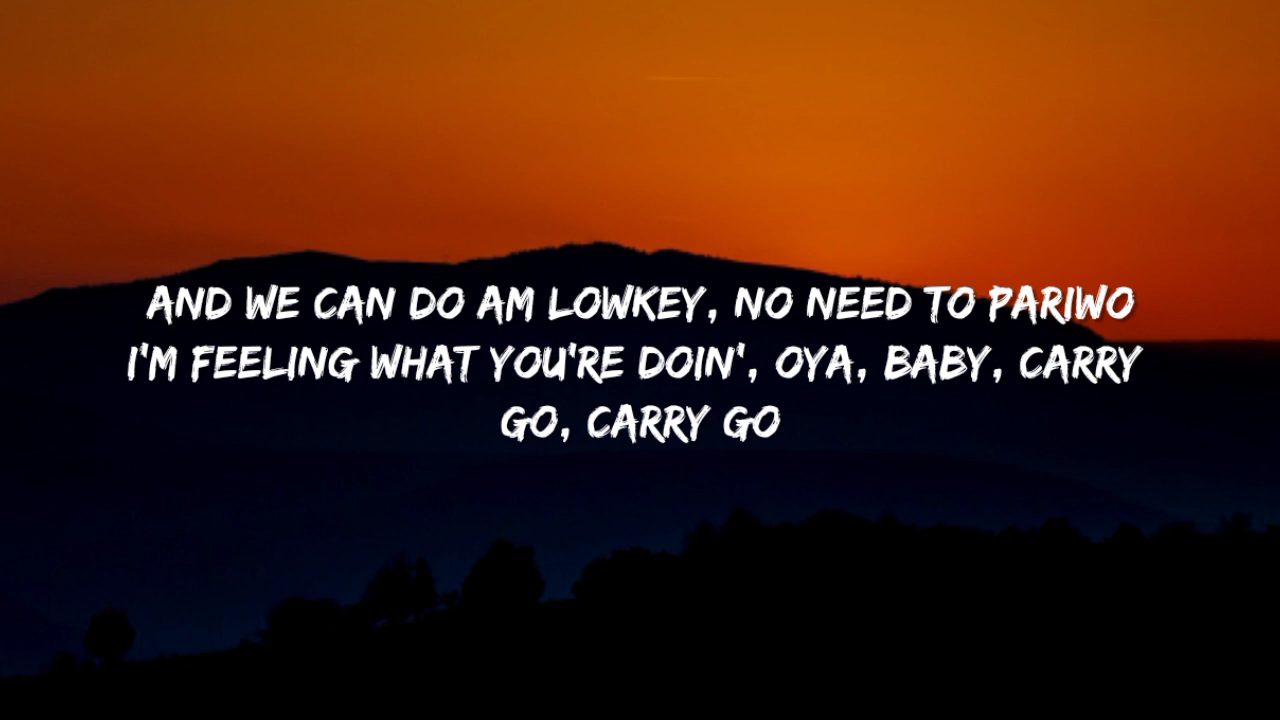 AND WE CAN DO AM LOWKEY, NO NEED TO PARIWO
I'M FEELING WHAT YOU'RE DOIN', OYA, BABY, CARRY
GO, CARRY GO